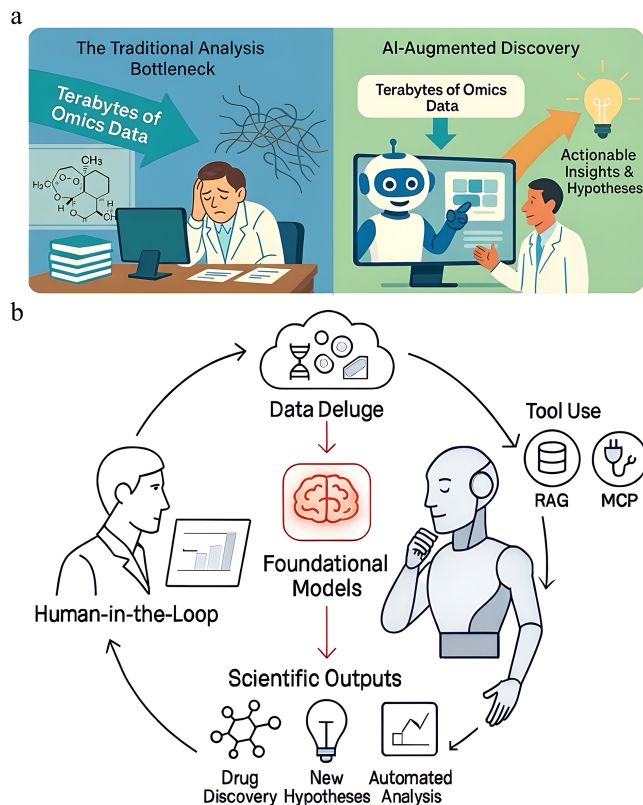 a
The Traditional Analysis
Bottleneck
Terabytes of
Omics Data
CH₃
H₃C
O
O
H
H
AI-Augmented Discovery
Terabytes of Omics
Data
Actionable
Insights &
Hypotheses
b
Data Deluge
Tool Use
RAG
MCP
Foundational
Models
Human-in-the-Loop
Scientific Outputs
Drug
Discovery
New
Hypotheses
Automated
Analysis